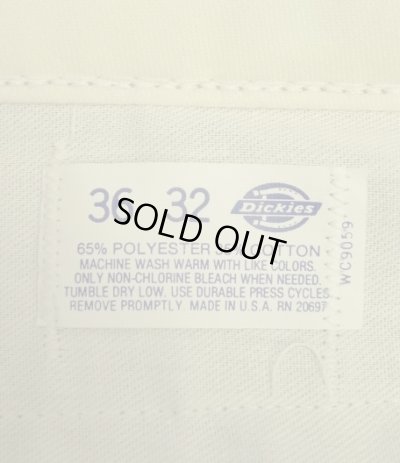 36 32
Dickies
SOLD OUT
65% POLYESTER COTTON
MACHINE WASH WARM WITH LIKE COLORS.
ONLY NON-CHLORINE BLEACH WHEN NEEDED.
TUMBLE DRY LOW. USE DURABLE PRESS CYCLES
REMOVE PROMPTLY. MADE IN U.S.A. RN 20697
WC9059